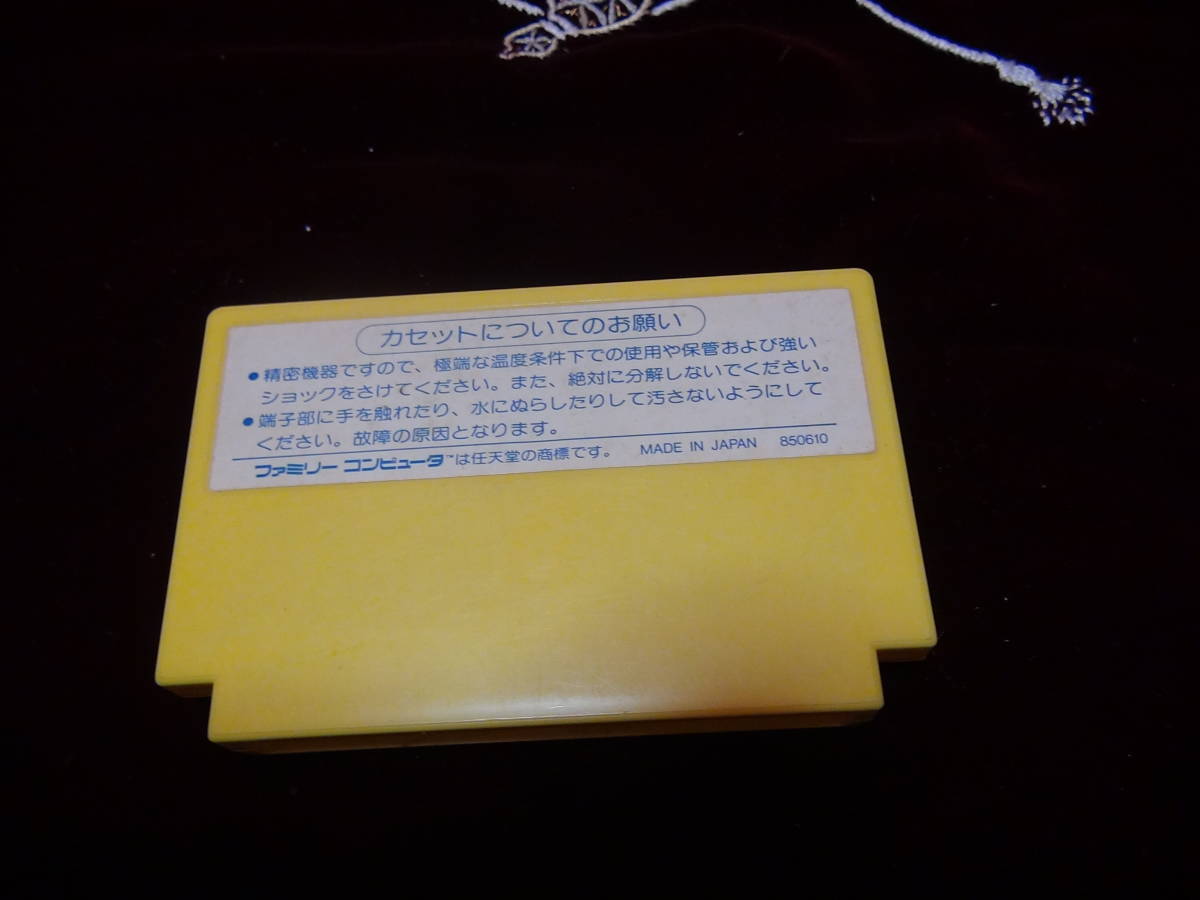 カセットについてのお願い
●精密機器ですので、極端な温度条件下での使用や保管および強い
ショックをさけてください。また、絶対に分解しないでください。
●端子部に手を触れたり、水にぬらしたりして汚さないようにして
ください。故障の原因となります。
ファミリー コンピュータ™は任天堂の商標です。 MADE IN JAPAN 850610